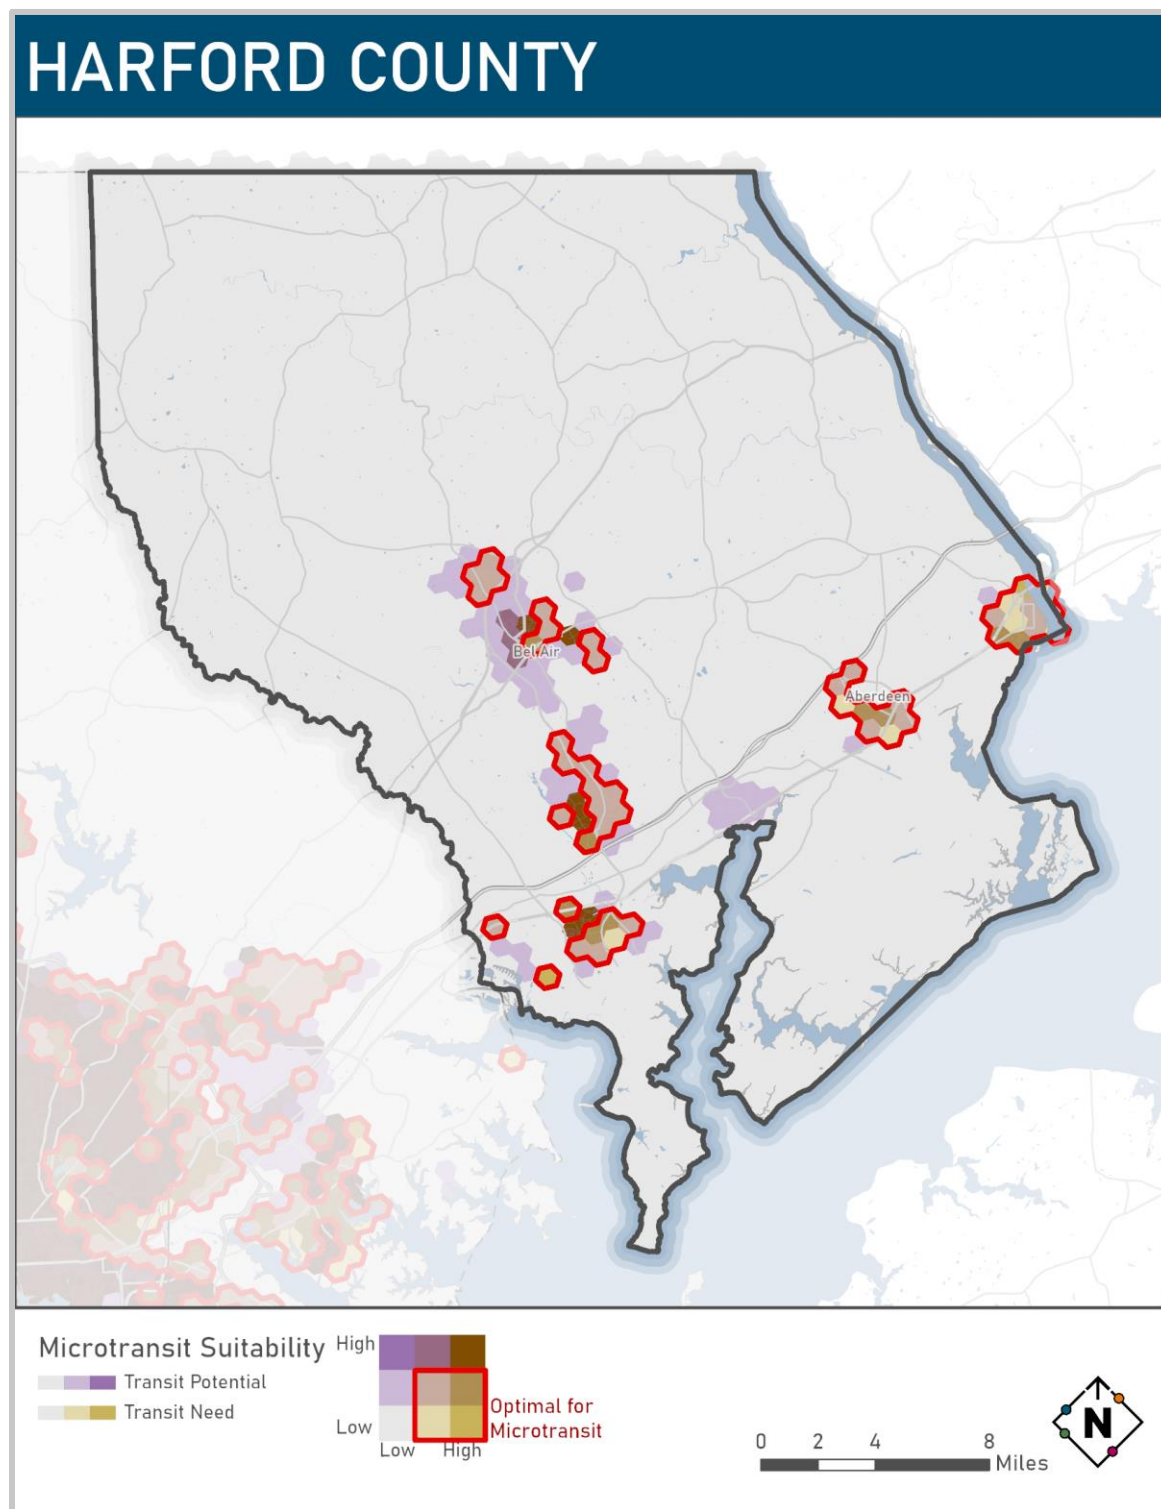 HARFORD COUNTY
Bel Air
Aberdeen
Microtransit Suitability
Transit Potential
Transit Need
High
Low
Low High
Optimal for
Microtransit
0 2 4 8
Miles
N